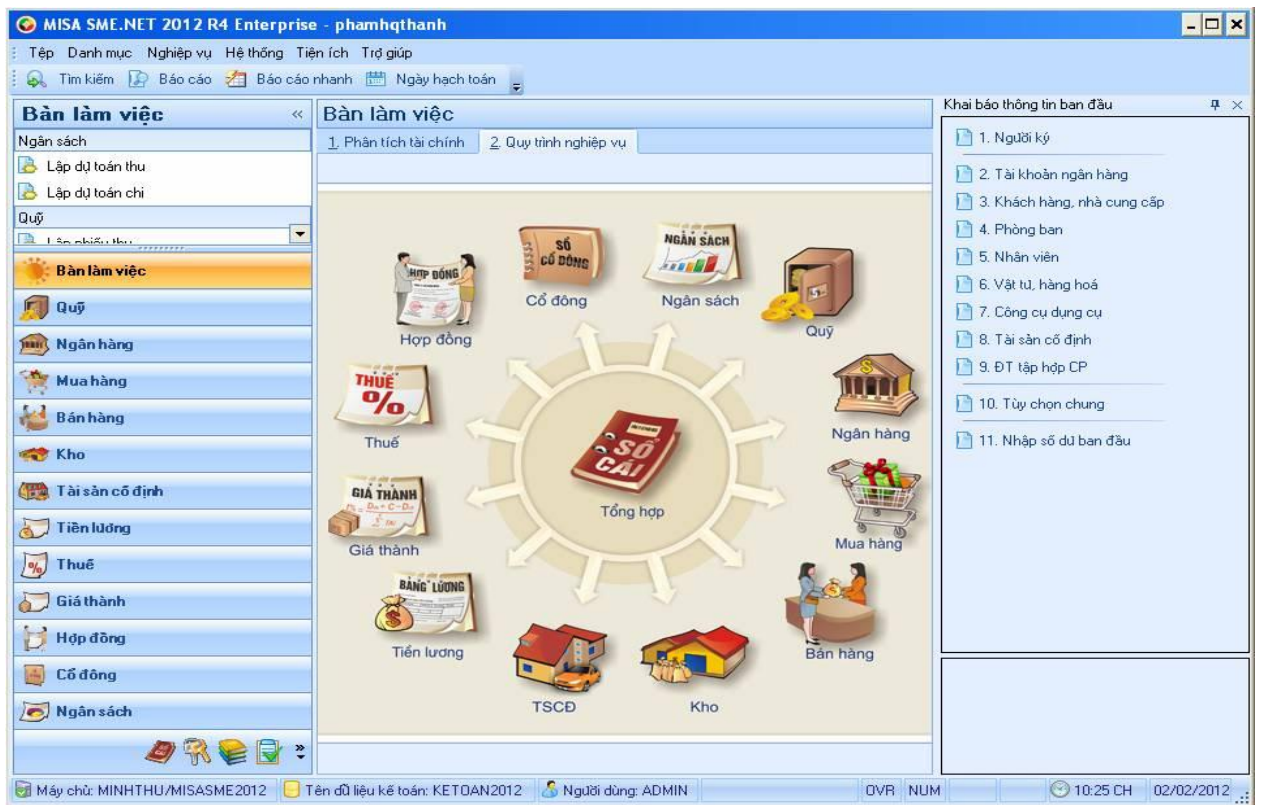 MISA SME.NET 2012 R4 Enterprise - phamhqthanh
Tệp Danh mục Nghiệp vụ Hệ thống Tiện ích Trợ giúp
Tìm kiếm Báo cáo Báo cáo nhanh Ngày hạch toán
Bàn làm việc
Ngân sách
Lập dự toán thu
Lập dự toán chi
Quỹ
Lập phiếu thu
Bàn làm việc
Quỹ
Ngân hàng
Mua hàng
Bán hàng
Kho
Tài sản cố định
Tiền lương
Thuế
Giá thành
Hợp đồng
Cổ đông
Ngân sách
Bàn làm việc
1. Phân tích tài chính 2. Quy trình nghiệp vụ
SỔ CỔ ĐÔNG
Cổ đông
NGÂN SÁCH
Ngân sách
HỢP ĐỒNG
Hợp đồng
Quỹ
THUẾ %
Thuế
Ngân hàng
SỔ CÁI
Tổng hợp
GIÁ THÀNH
Giá thành
Mua hàng
BẢNG LƯƠNG
Tiền lương
Bán hàng
TSCĐ
Kho
Khai báo thông tin ban đầu
1. Người ký
2. Tài khoản ngân hàng
3. Khách hàng, nhà cung cấp
4. Phòng ban
5. Nhân viên
6. Vật tư, hàng hoá
7. Công cụ dụng cụ
8. Tài sản cố định
9. ĐT tập hợp CP
10. Tùy chọn chung
11. Nhập số dư ban đầu
Máy chủ: MINHTHU/MISASME2012 Tên dữ liệu kế toán: KETOAN2012 Người dùng: ADMIN OVR NUM 10:25 CH 02/02/2012